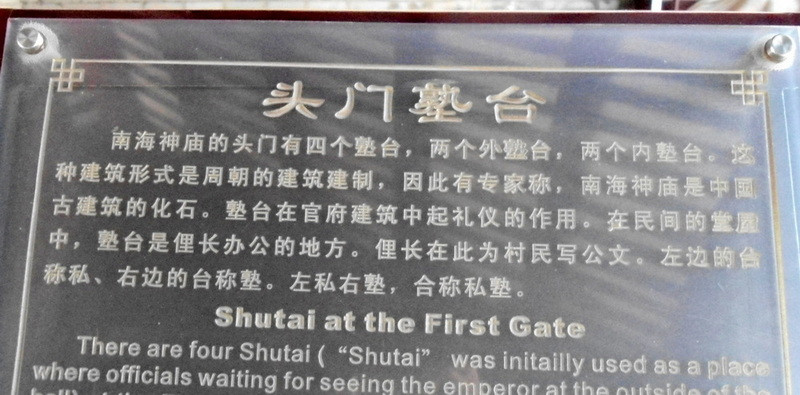 头门塾台
南海神庙的头门有四个塾台，两个外塾台，两个内塾台。这
种建筑形式是周朝的建筑建制，因此有专家称，南海神庙是中国
古建筑的化石。塾台在官府建筑中起礼仪的作用。在民间的堂屋
中，塾台是俚长办公的地方。俚长在此为村民写公文。左边的台
称私、右边的台称塾。左私右塾，合称私塾。
Shutai at the First Gate
There are four Shutai (“Shutai” was initailly used as a place
where officials waiting for seeing the emperor at the outside of the